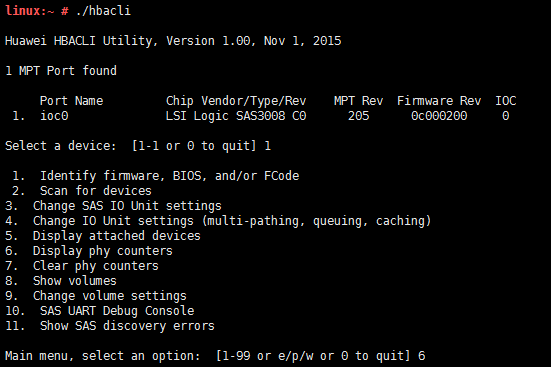 linux:~ # ./hbacli
Huawei HBACLI Utility, Version 1.00, Nov 1, 2015
1 MPT Port found
Port Name Chip Vendor/Type/Rev MPT Rev Firmware Rev IOC
1. ioc0 LSI Logic SAS3008 C0 205 0c000200 0
Select a device: [1-1 or 0 to quit] 1
1. Identify firmware, BIOS, and/or FCode
2. Scan for devices
3. Change SAS IO Unit settings
4. Change IO Unit settings (multi-pathing, queuing, caching)
5. Display attached devices
6. Display phy counters
7. Clear phy counters
8. Show volumes
9. Change volume settings
10. SAS UART Debug Console
11. Show SAS discovery errors
Main menu, select an option: [1-99 or e/p/w or 0 to quit] 6